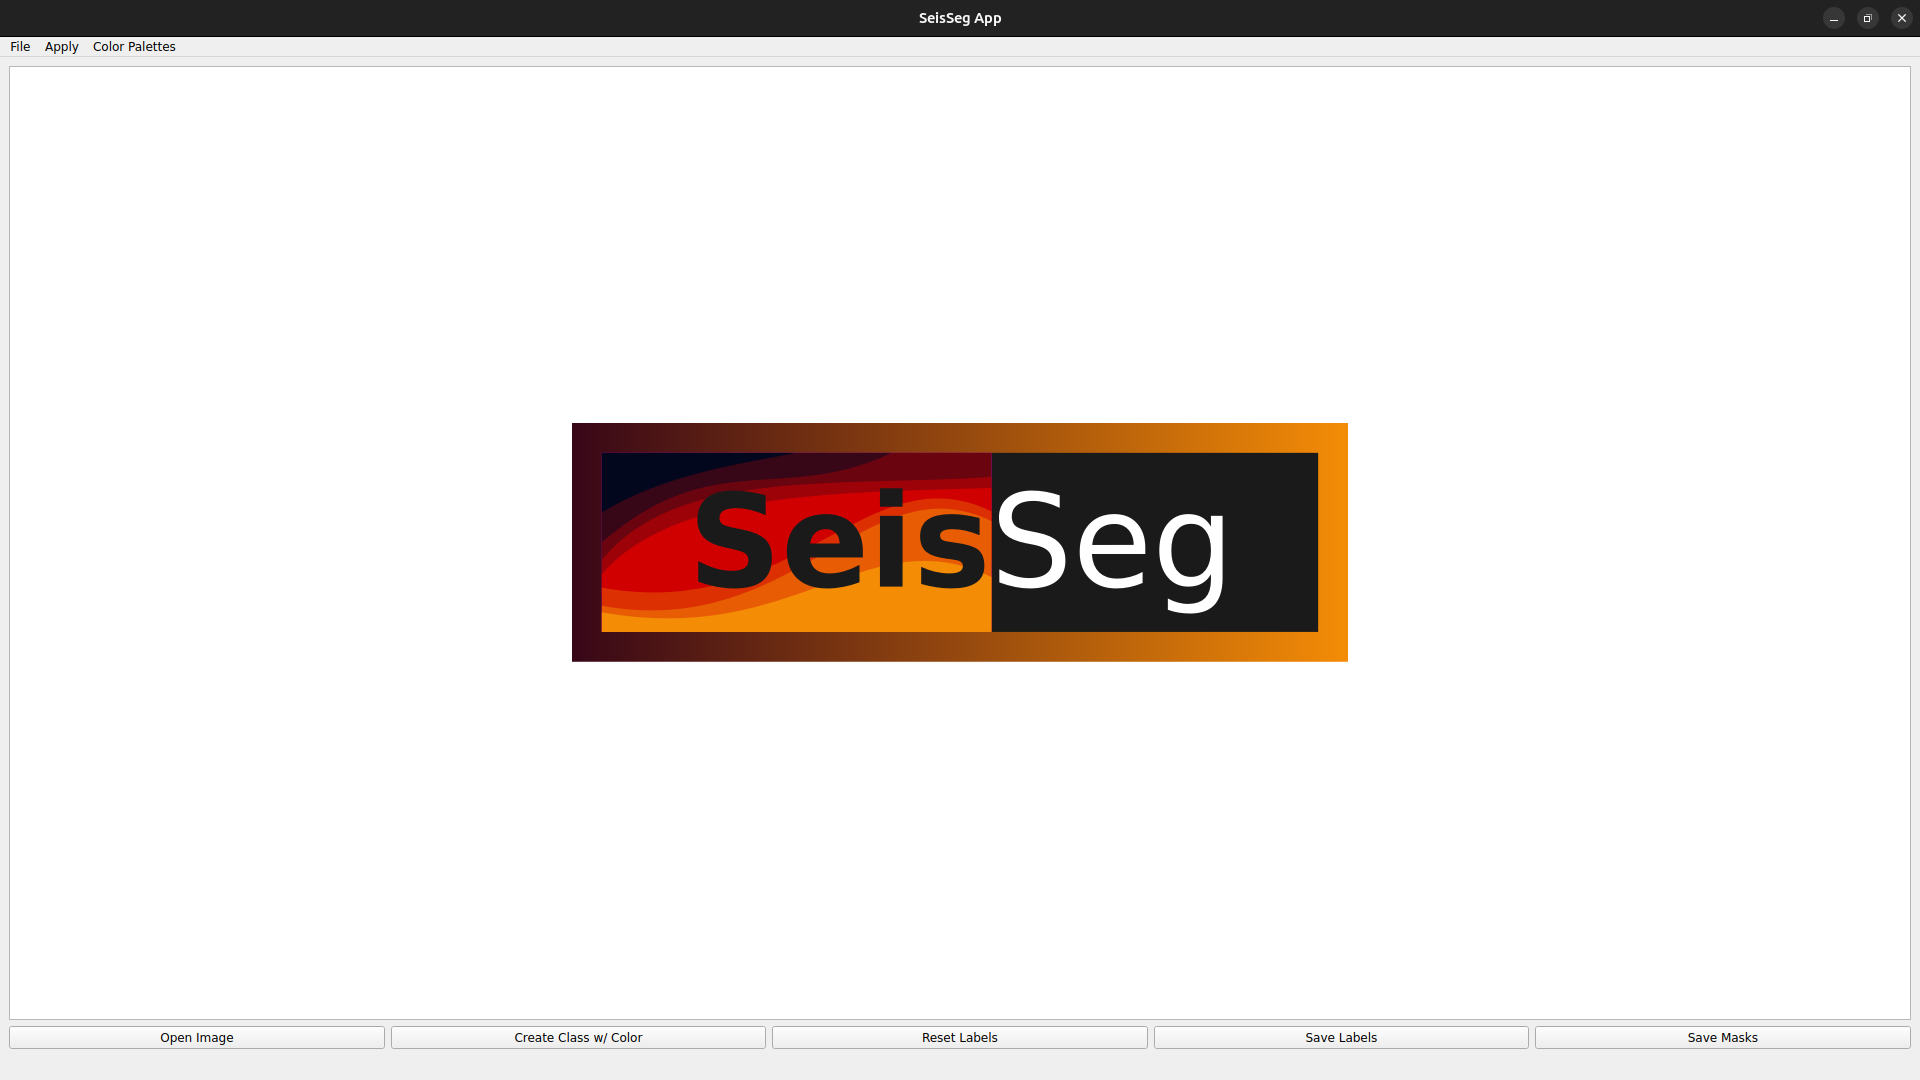 SeisSeg App
File Apply Color Palettes
SeisSeg
Open Image Create Class w/ Color Reset Labels Save Labels Save Masks